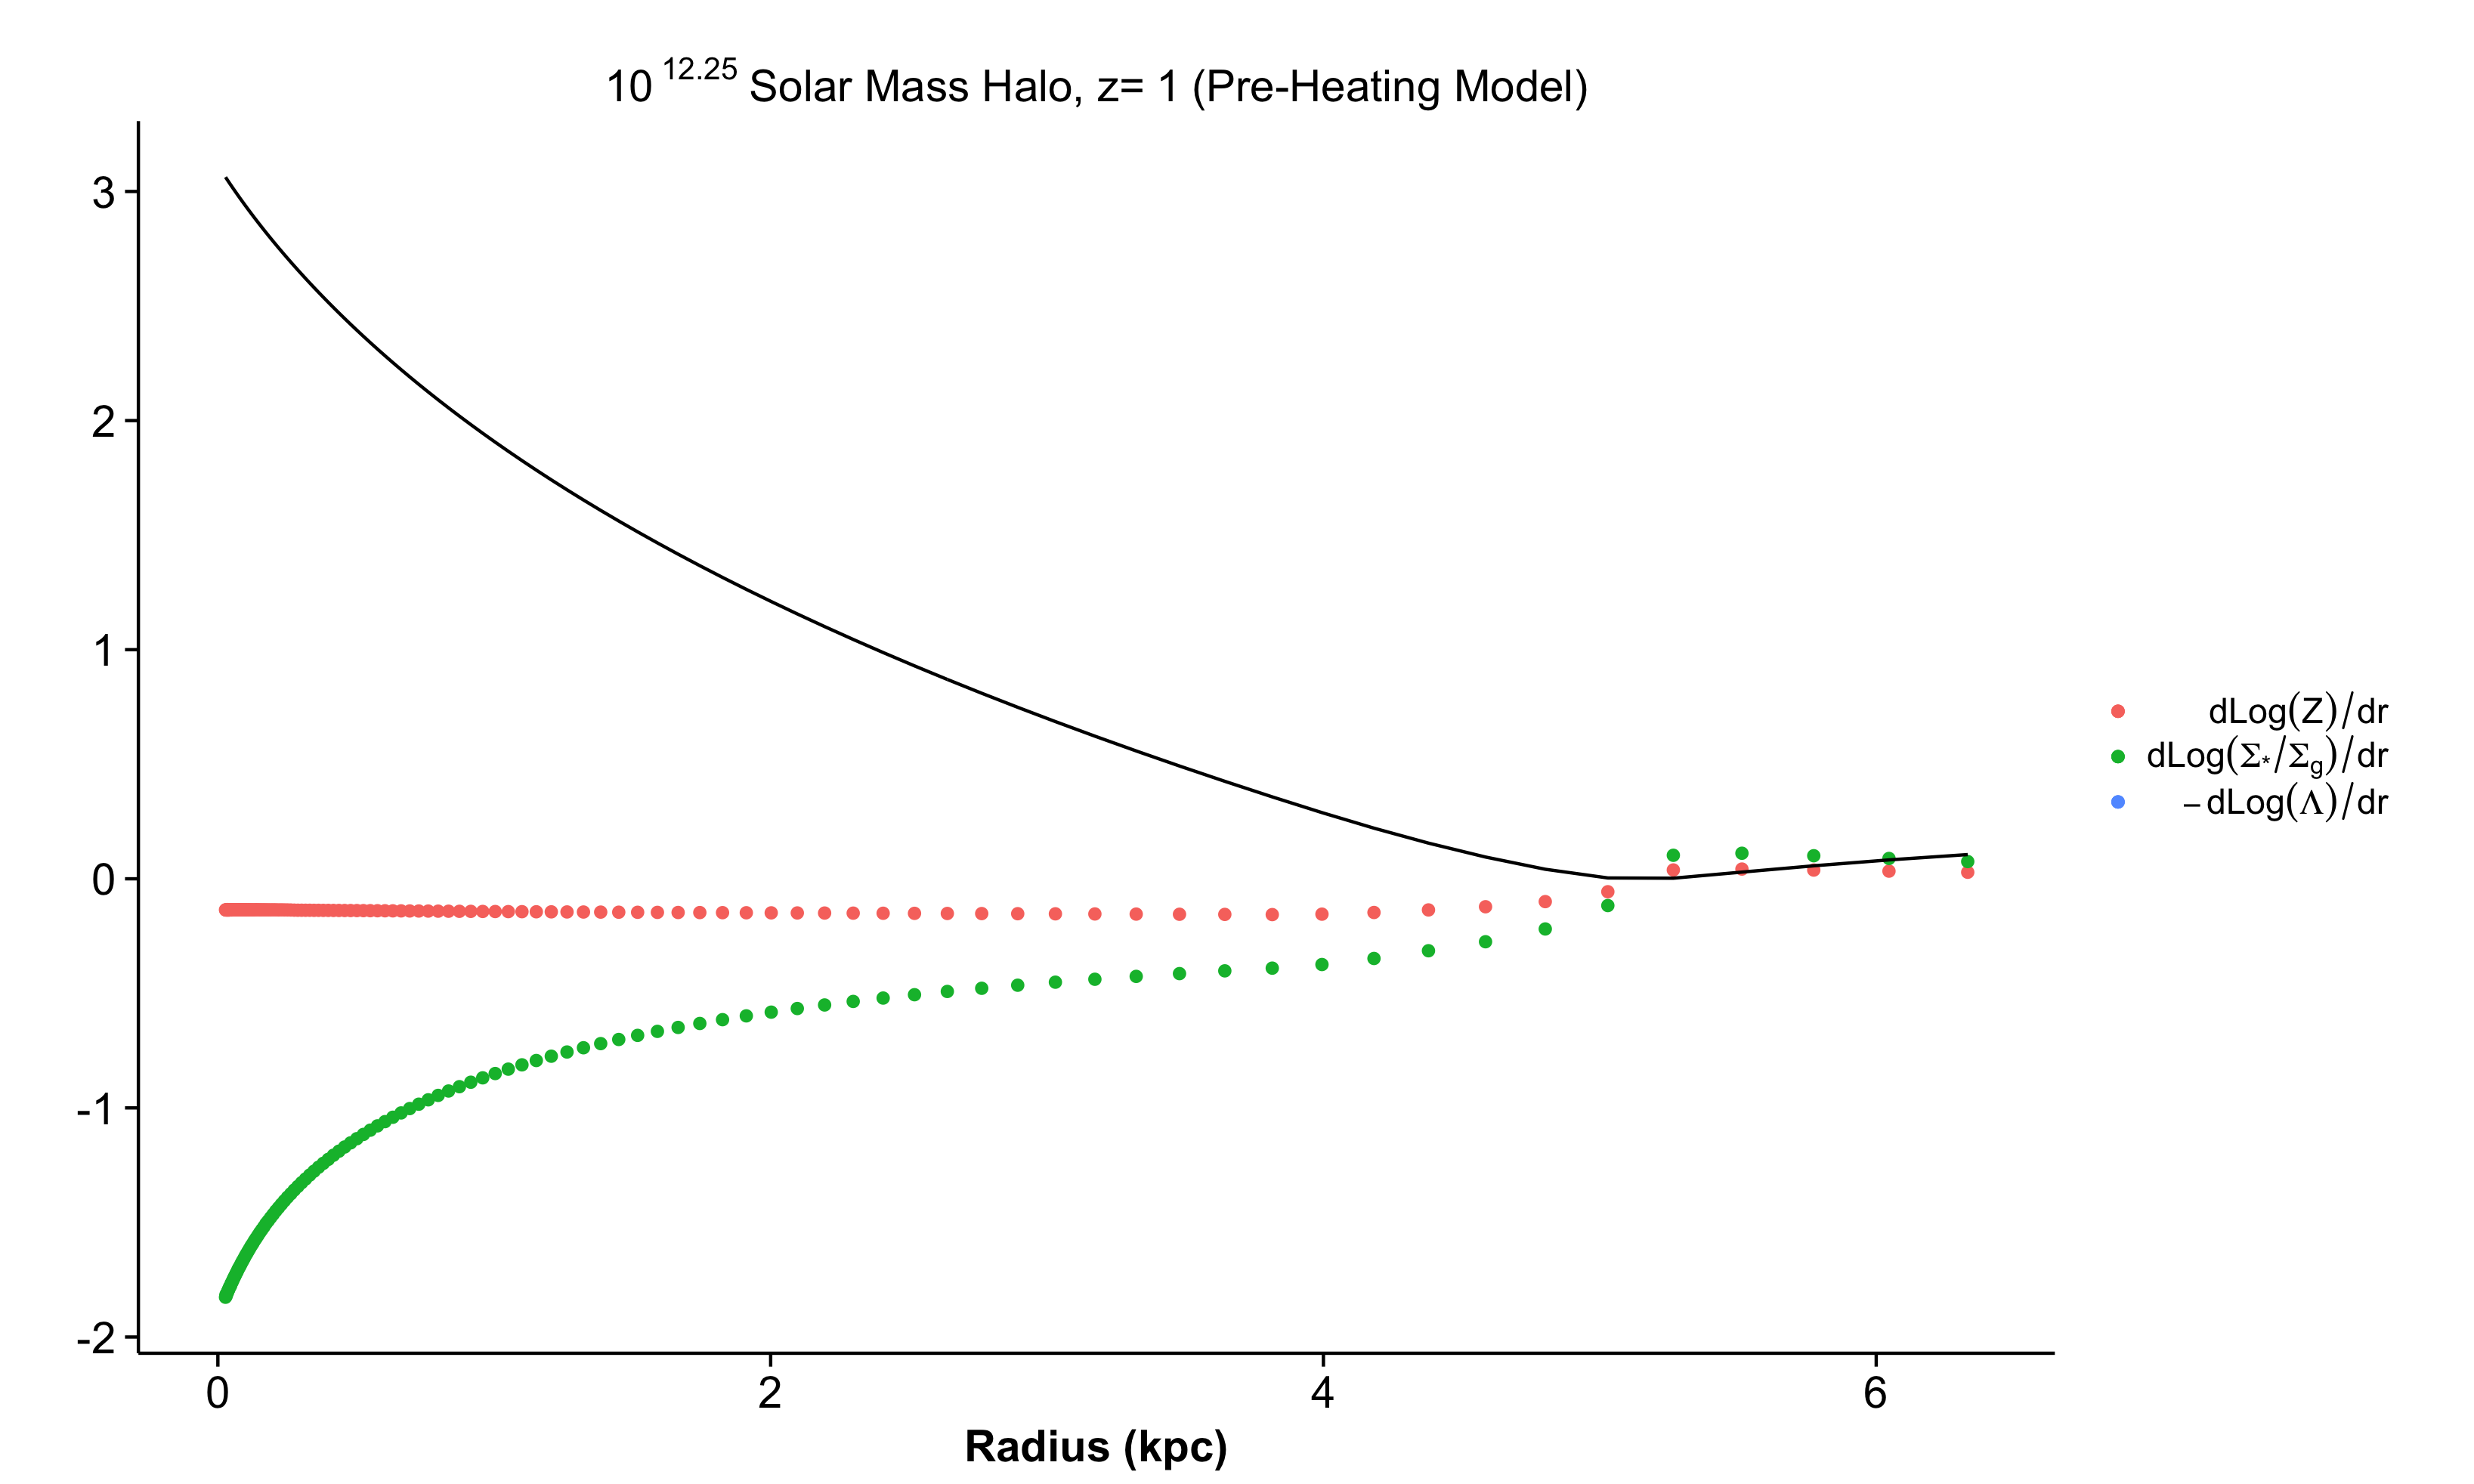 10^12.25 Solar Mass Halo, z= 1 (Pre-Heating Model)
3
2
1
0
-1
-2
0 2 4 6
Radius (kpc)
dLog(Z)/dr
dLog(Σ*/Σg)/dr
−dLog(Λ)/dr